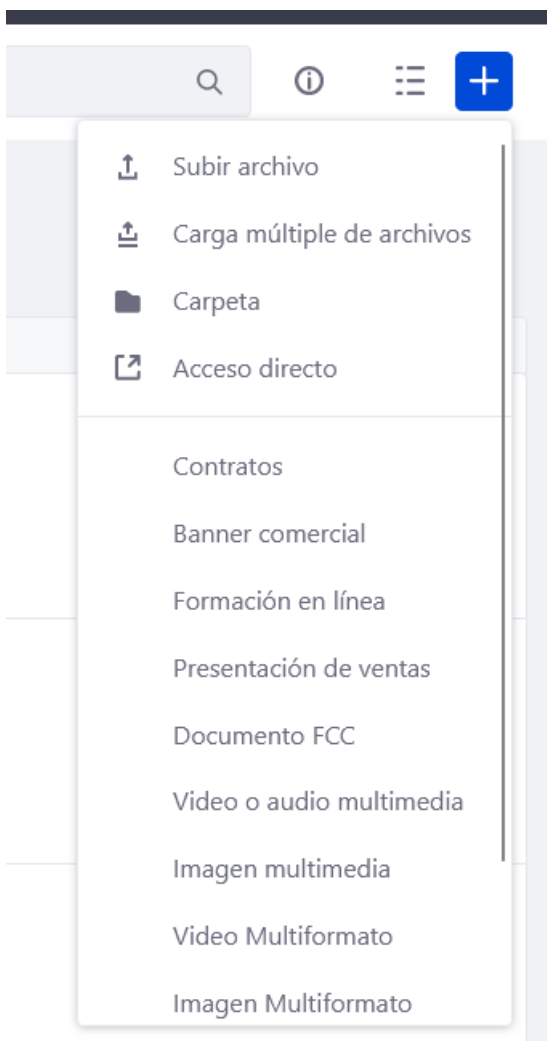 Subir archivo
Carga múltiple de archivos
Carpeta
Acceso directo
Contratos
Banner comercial
Formación en línea
Presentación de ventas
Documento FCC
Video o audio multimedia
Imagen multimedia
Video Multiformato
Imagen Multiformato